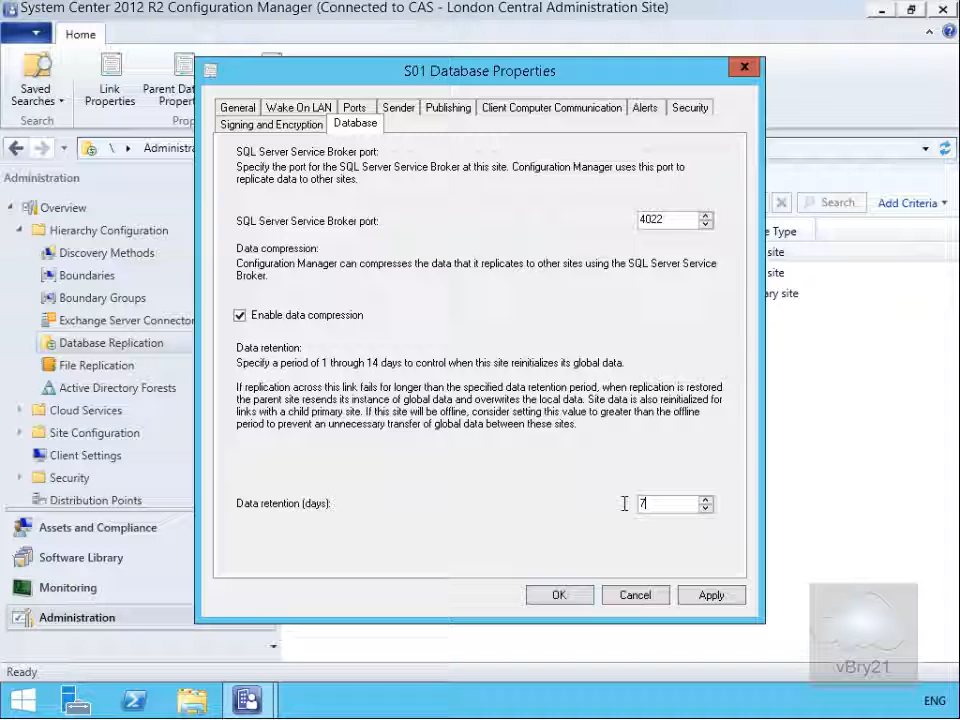 System Center 2012 R2 Configuration Manager (Connected to CAS - London Central Administration Site)
Home
Saved Searches
Link Properties
Parent Dat
Propert
Search
Prop
\ Administra
Administration
Overview
Hierarchy Configuration
Discovery Methods
Boundaries
Boundary Groups
Exchange Server Connector
Database Replication
File Replication
Active Directory Forests
Cloud Services
Site Configuration
Client Settings
Security
Distribution Points
Assets and Compliance
Software Library
Monitoring
Administration
S01 Database Properties
General
Wake On LAN
Ports
Sender
Publishing
Client Computer Communication
Alerts
Security
Signing and Encryption
Database
SQL Server Service Broker port:
Specify the port for the SQL Server Service Broker at this site. Configuration Manager uses this port to
replicate data to other sites.
SQL Server Service Broker port: 4022
Data compression:
Configuration Manager can compresses the data that it replicates to other sites using the SQL Server Service
Broker.
Enable data compression
Data retention:
Specify a period of 1 through 14 days to control when this site reinitializes its global data.
If replication across this link fails for longer than the specified data retention period, when replication is restored
the parent site resends its instance of global data and overwrites the local data. Site data is also reinitialized for
links with a child primary site. If this site will be offline, consider setting this value to greater than the offline
period to prevent an unnecessary transfer of global data between these sites.
Data retention (days): 7
OK
Cancel
Apply
Search
Add Criteria
e Type
site
site
ary site
vBry21
Ready
ENG